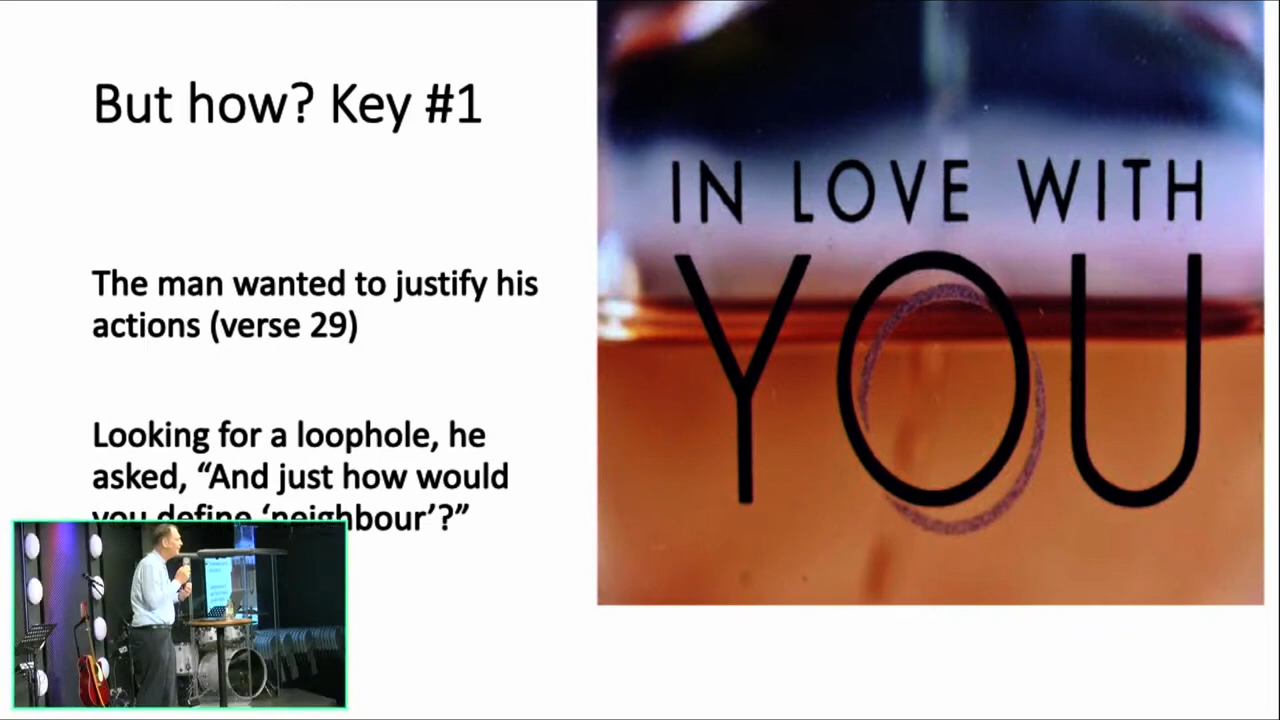 But how? Key #1
The man wanted to justify his
actions (verse 29)
Looking for a loophole, he
asked, “And just how would
you define ‘neighbour’?”
IN LOVE WITH
YOU